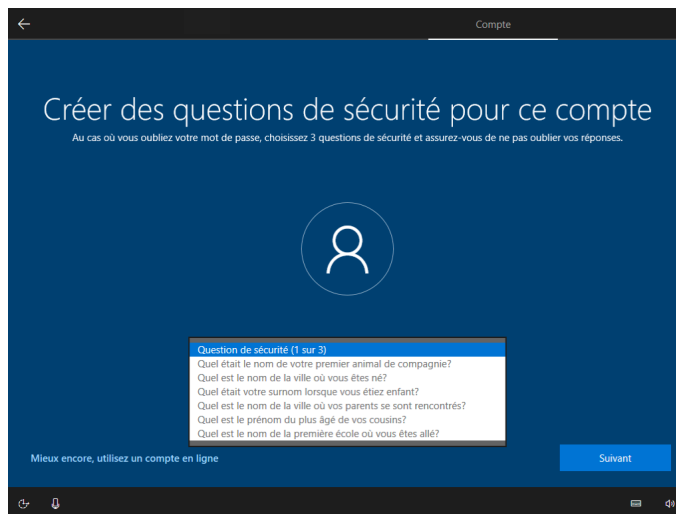 Compte
Créer des questions de sécurité pour ce compte
Au cas où vous oubliez votre mot de passe, choisissez 3 questions de sécurité et assurez-vous de ne pas oublier vos réponses.
Question de sécurité (1 sur 3)
Quel était le nom de votre premier animal de compagnie?
Quel est le nom de la ville où vous êtes né?
Quel était votre surnom lorsque vous étiez enfant?
Quel est le nom de la ville où vos parents se sont rencontrés?
Quel est le prénom du plus âgé de vos cousins?
Quel est le nom de la première école où vous êtes allé?
Mieux encore, utilisez un compte en ligne
Suivant